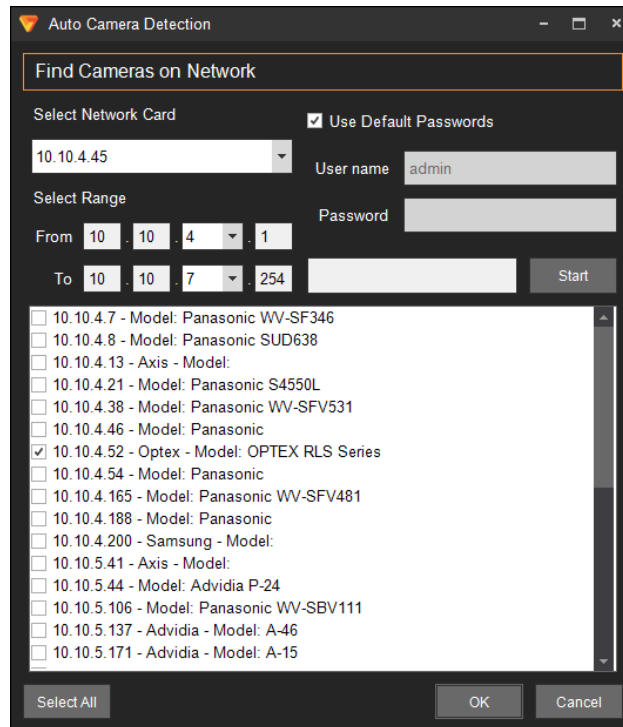 Auto Camera Detection
Find Cameras on Network
Select Network Card
10.10.4.45
Select Range
From 10 . 10 . 4 . 1
To 10 . 10 . 7 . 254
Use Default Passwords
User name admin
Password
Start
10.10.4.7 - Model: Panasonic WV-SF346
10.10.4.8 - Model: Panasonic SUD638
10.10.4.13 - Axis - Model:
10.10.4.21 - Model: Panasonic S4550L
10.10.4.38 - Model: Panasonic WV-SFV531
10.10.4.46 - Model: Panasonic
10.10.4.52 - Optex - Model: OPTEX RLS Series
10.10.4.54 - Model: Panasonic
10.10.4.165 - Model: Panasonic WV-SFV481
10.10.4.188 - Model: Panasonic
10.10.4.200 - Samsung - Model:
10.10.5.41 - Axis - Model:
10.10.5.44 - Model: Advidia P-24
10.10.5.106 - Model: Panasonic WV-SBV111
10.10.5.137 - Advidia - Model: A-46
10.10.5.171 - Advidia - Model: A-15
Select All
OK
Cancel